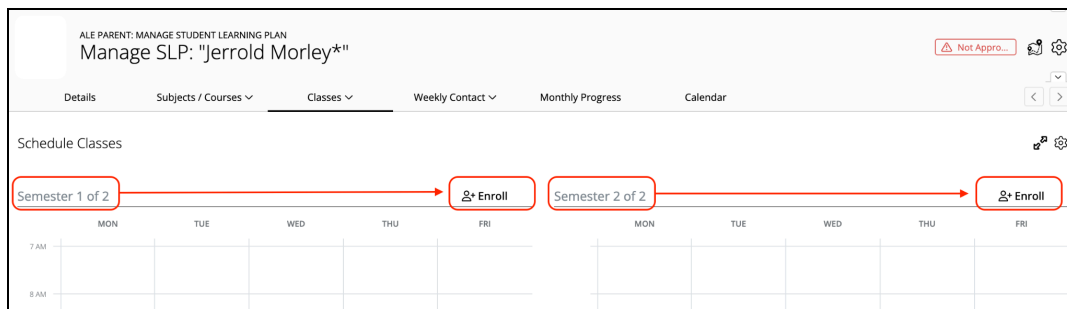 ALE PARENT: MANAGE STUDENT LEARNING PLAN
Manage SLP: "Jerrold Morley*"
Not Appro...
Details Subjects / Courses Classes Weekly Contact Monthly Progress Calendar
Schedule Classes
Semester 1 of 2 Enroll Semester 2 of 2 Enroll
MON TUE WED THU FRI MON TUE WED THU FRI
7 AM
8 AM